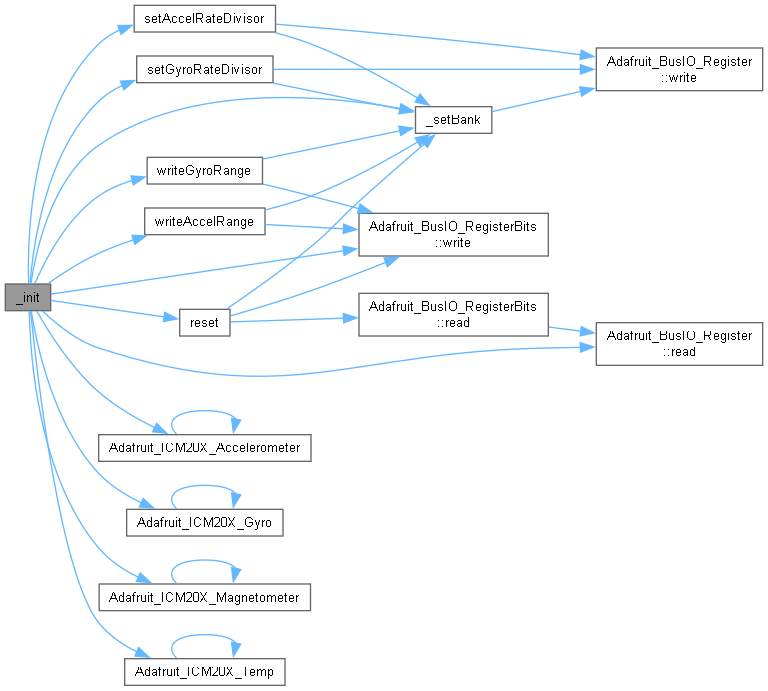 setAccelRateDivisor
setGyroRateDivisor
Adafruit_BusIO_Register
::write
_setBank
writeGyroRange
writeAccelRange
Adafruit_BusIO_RegisterBits
::write
_init
reset
Adafruit_BusIO_RegisterBits
::read
Adafruit_BusIO_Register
::read
Adafruit_ICM20X_Accelerometer
Adafruit_ICM20X_Gyro
Adafruit_ICM20X_Magnetometer
Adafruit_ICM20X_Temp